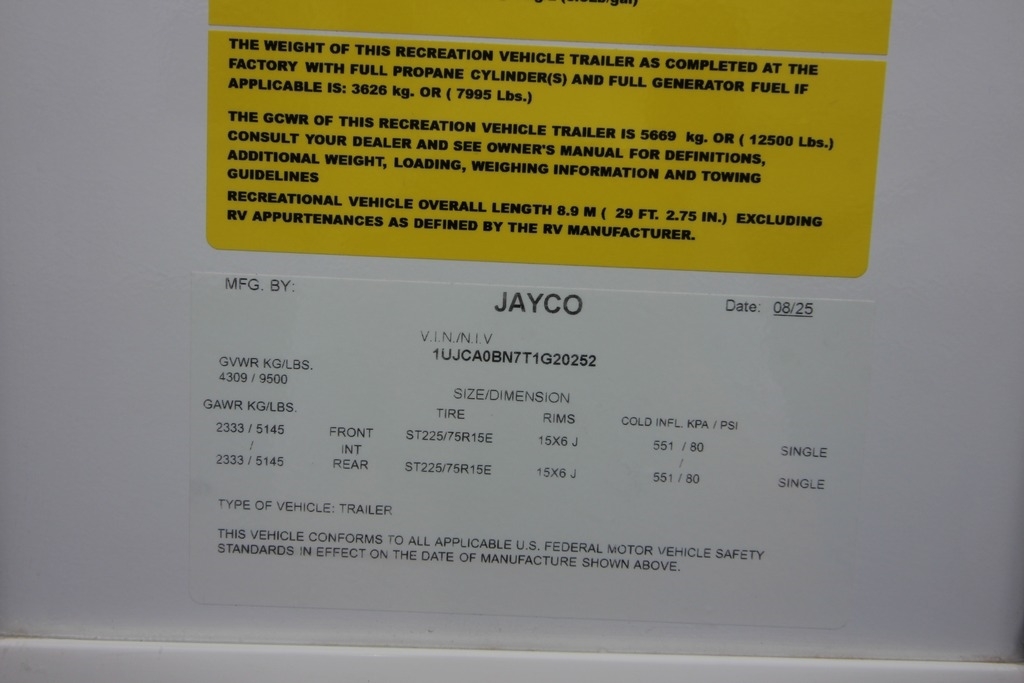 THE WEIGHT OF THIS RECREATION VEHICLE TRAILER AS COMPLETED AT THE
FACTORY WITH FULL PROPANE CYLINDER(S) AND FULL GENERATOR FUEL IF
APPLICABLE IS: 3626 kg. OR ( 7995 Lbs.)
THE GCWR OF THIS RECREATION VEHICLE TRAILER IS 5669 kg. OR ( 12500 Lbs.)
CONSULT YOUR DEALER AND SEE OWNER'S MANUAL FOR DEFINITIONS,
ADDITIONAL WEIGHT, LOADING, WEIGHING INFORMATION AND TOWING
GUIDELINES
RECREATIONAL VEHICLE OVERALL LENGTH 8.9 M ( 29 FT. 2.75 IN.) EXCLUDING
RV APPURTENANCES AS DEFINED BY THE RV MANUFACTURER.
MFG. BY: JAYCO Date: 08/25
V.I.N./N.I.V
1UJCA0BN7T1G20252
GVWR KG/LBS.
4309 / 9500
SIZE/DIMENSION
GAWR KG/LBS. TIRE RIMS COLD INFL. KPA / PSI
2333 / 5145 FRONT ST225/75R15E 15X6 J 551 / 80 SINGLE
/ INT /
2333 / 5145 REAR ST225/75R15E 15X6 J 551 / 80 SINGLE
TYPE OF VEHICLE: TRAILER
THIS VEHICLE CONFORMS TO ALL APPLICABLE U.S. FEDERAL MOTOR VEHICLE SAFETY
STANDARDS IN EFFECT ON THE DATE OF MANUFACTURE SHOWN ABOVE.